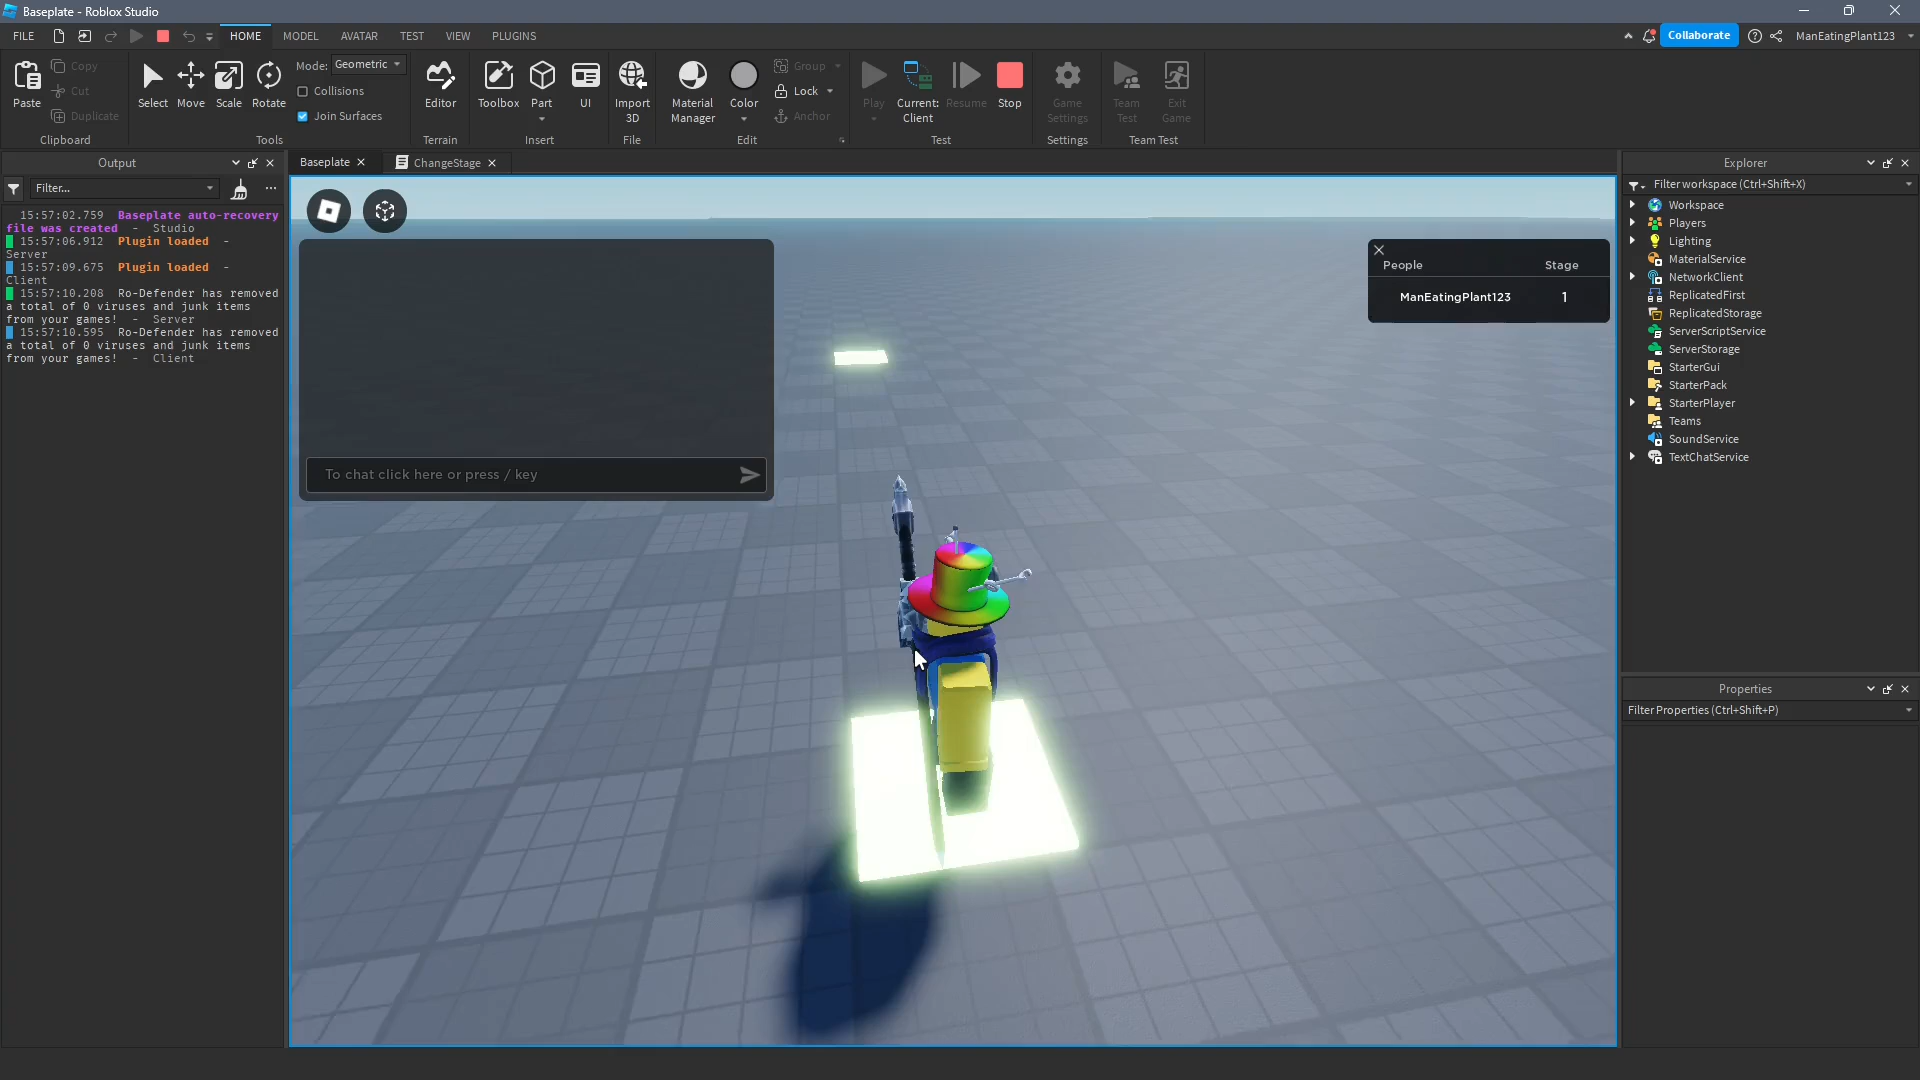 Baseplate - Roblox Studio
FILE
HOME
MODEL
AVATAR
TEST
VIEW
PLUGINS
Collaborate
ManEatingPlant123
Paste
Copy
Cut
Duplicate
Clipboard
Select
Move
Scale
Rotate
Mode: Geometric
Collisions
Join Surfaces
Tools
Editor
Terrain
Toolbox
Part
UI
Insert
Import
3D
File
Material
Manager
Color
Group
Lock
Anchor
Edit
Play
Current:
Client
Resume
Stop
Test
Game
Settings
Settings
Team
Test
Exit
Game
Team Test
Output
Filter...
15:57:02.759 Baseplate auto-recovery
file was created - Studio
15:57:06.912 Plugin loaded -
Server
15:57:09.675 Plugin loaded -
Client
15:57:10.208 Ro-Defender has removed
a total of 0 viruses and junk items
from your games! - Server
15:57:10.595 Ro-Defender has removed
a total of 0 viruses and junk items
from your games! - Client
Baseplate
ChangeStage
To chat click here or press / key
People Stage
ManEatingPlant123 1
Explorer
Filter workspace (Ctrl+Shift+X)
Workspace
Players
Lighting
MaterialService
NetworkClient
ReplicatedFirst
ReplicatedStorage
ServerScriptService
ServerStorage
StarterGui
StarterPack
StarterPlayer
Teams
SoundService
TextChatService
Properties
Filter Properties (Ctrl+Shift+P)